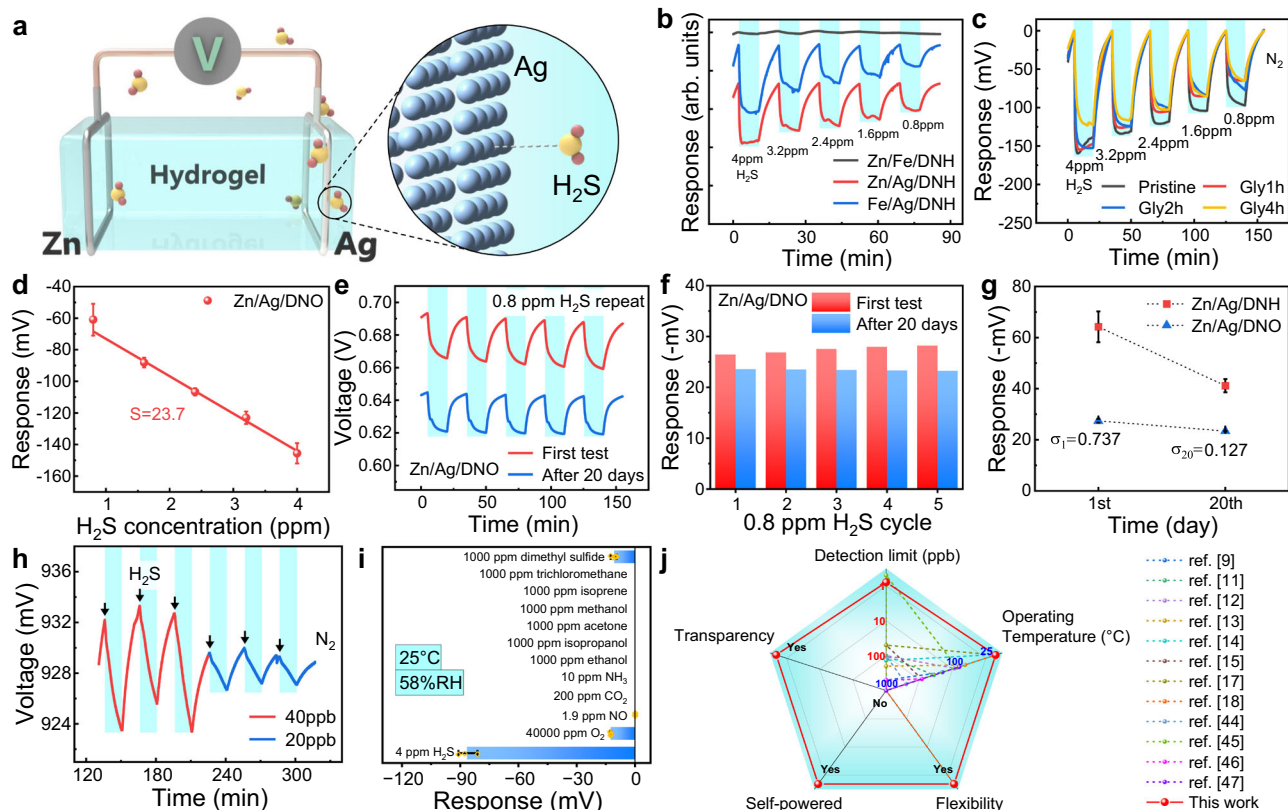 a
V
Hydrogel
Zn
Ag
Ag
H2S
b
Response (arb. units)
4ppm
H2S
3.2ppm
2.4ppm
1.6ppm
0.8ppm
Zn/Fe/DNH
Zn/Ag/DNH
Fe/Ag/DNH
0 20 40 60 80
Time (min)
c
Response (mV)
0
-50
-100
-150
-200
-250
N2
4ppm
H2S
3.2ppm
2.4ppm
1.6ppm
0.8ppm
Pristine
Gly1h
Gly2h
Gly4h
0 50 100 150
Time (min)
d
Response (mV)
-40
-60
-80
-100
-120
-140
-160
Zn/Ag/DNO
S=23.7
1 2 3 4
H2S concentration (ppm)
e
Voltage (V)
0.70
0.68
0.66
0.64
0.62
0.60
0.8 ppm H2S repeat
Zn/Ag/DNO
First test
After 20 days
0 50 100 150
Time (min)
f
Response (-mV)
40
30
20
10
0
Zn/Ag/DNO
First test
After 20 days
1 2 3 4 5
0.8 ppm H2S cycle
g
Response (-mV)
80
60
40
20
0
Zn/Ag/DNH
Zn/Ag/DNO
σ1=0.737
σ20=0.127
1st 20th
Time (day)
h
Voltage (mV)
936
932
928
924
H2S
N2
40ppb
20ppb
120 180 240 300
Time (min)
i
1000 ppm dimethyl sulfide
1000 ppm trichloromethane
1000 ppm isoprene
1000 ppm methanol
1000 ppm acetone
1000 ppm isopropanol
1000 ppm ethanol
10 ppm NH3
200 ppm CO2
1.9 ppm NO
40000 ppm O2
4 ppm H2S
25°C
58%RH
−120 −90 −60 −30 0
Response (mV)
j
Detection limit (ppb)
Operating
Temperature (°C)
Flexibility
Self-powered
Transparency
10
100
1000
25
100
Yes
Yes
Yes
No
ref. [9]
ref. [11]
ref. [12]
ref. [13]
ref. [14]
ref. [15]
ref. [17]
ref. [18]
ref. [44]
ref. [45]
ref. [46]
ref. [47]
This work